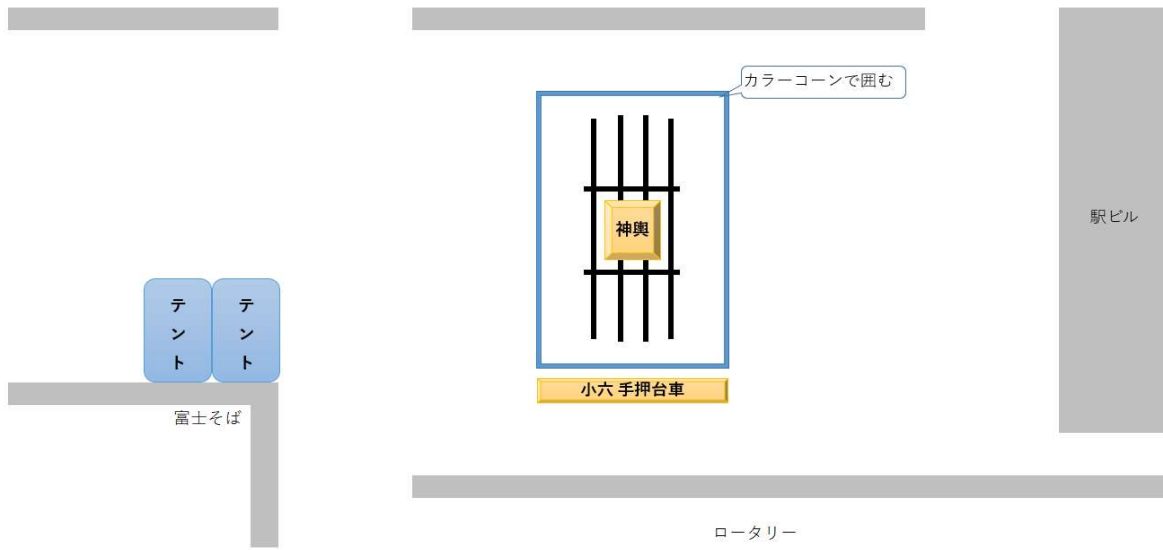 カラーコーンで囲む
神輿
駅ビル
テント
テント
小六 手押台車
富士そば
ロータリー